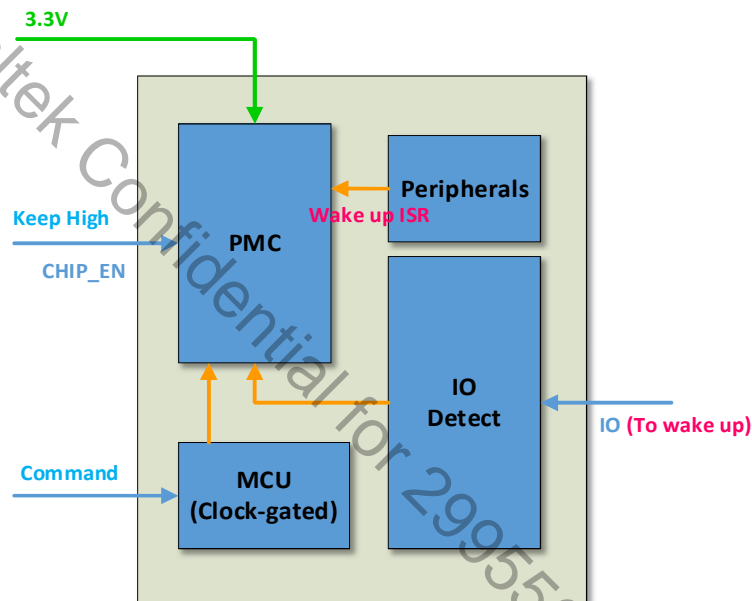 3.3V
Peripherals
Wake up ISR
Keep High
PMC
CHIP_EN
IO
Detect
IO (To wake up)
Command
MCU
(Clock-gated)
Confidential for